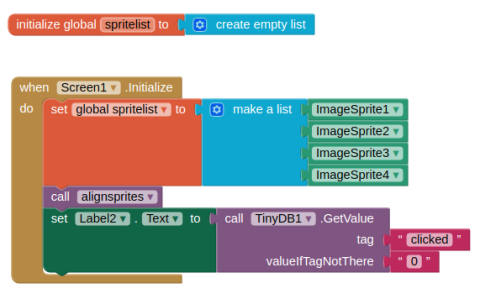 initialize global spritelist to create empty list
when Screen1 .Initialize
do set global spritelist to make a list ImageSprite1
ImageSprite2
ImageSprite3
ImageSprite4
call alignsprites
set Label2 . Text to call TinyDB1 .GetValue
tag " clicked "
valueIfTagNotThere " 0 "